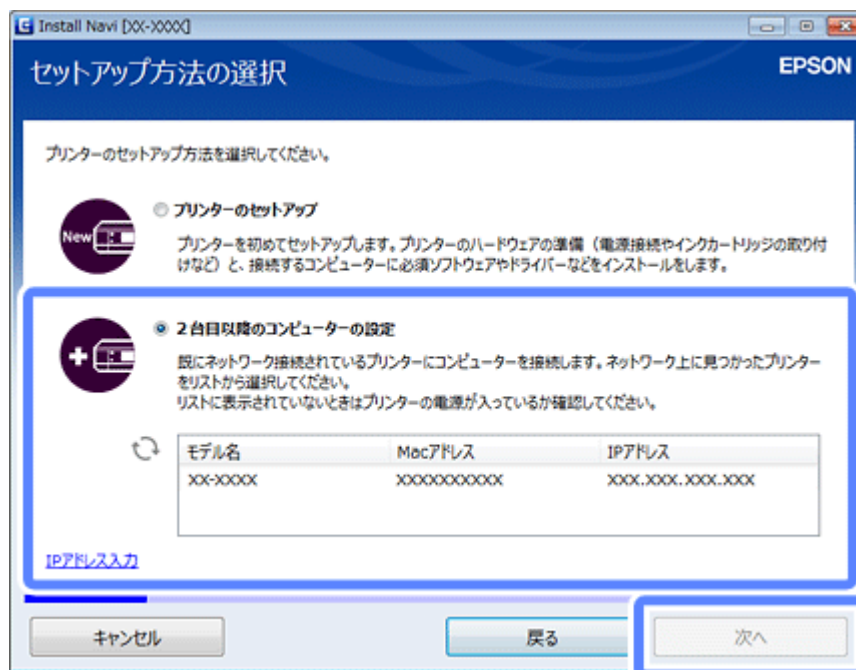 Install Navi [XX-XXXX]
セットアップ方法の選択
EPSON
プリンターのセットアップ方法を選択してください。
New
プリンターのセットアップ
プリンターを初めてセットアップします。プリンターのハードウェアの準備（電源接続やインクカートリッジの取り付
けなど）と、接続するコンピューターに必須ソフトウェアやドライバーなどをインストールをします。
2台目以降のコンピューターの設定
既にネットワーク接続されているプリンターにコンピューターを接続します。ネットワーク上に見つかったプリンター
をリストから選択してください。
リストに表示されていないときはプリンターの電源が入っているか確認してください。
モデル名 Macアドレス IPアドレス
XX-XXXX XXXXXXXXXX XXX.XXX.XXX.XXX
IPアドレス入力
キャンセル 戻る 次へ